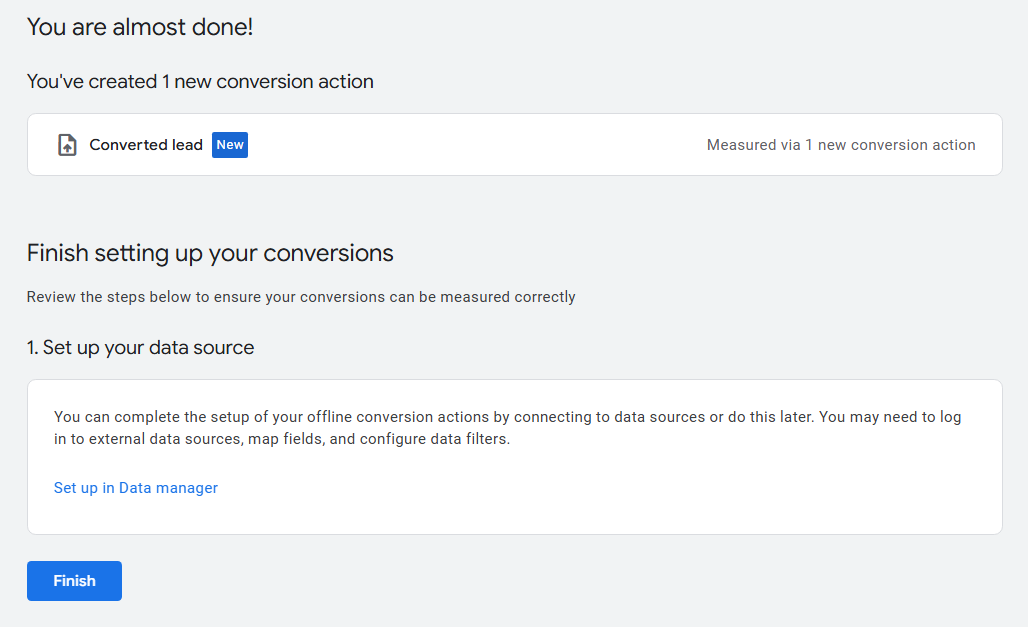 You are almost done!
You've created 1 new conversion action
Converted lead New Measured via 1 new conversion action
Finish setting up your conversions
Review the steps below to ensure your conversions can be measured correctly
1. Set up your data source
You can complete the setup of your offline conversion actions by connecting to data sources or do this later. You may need to log
in to external data sources, map fields, and configure data filters.
Set up in Data manager
Finish